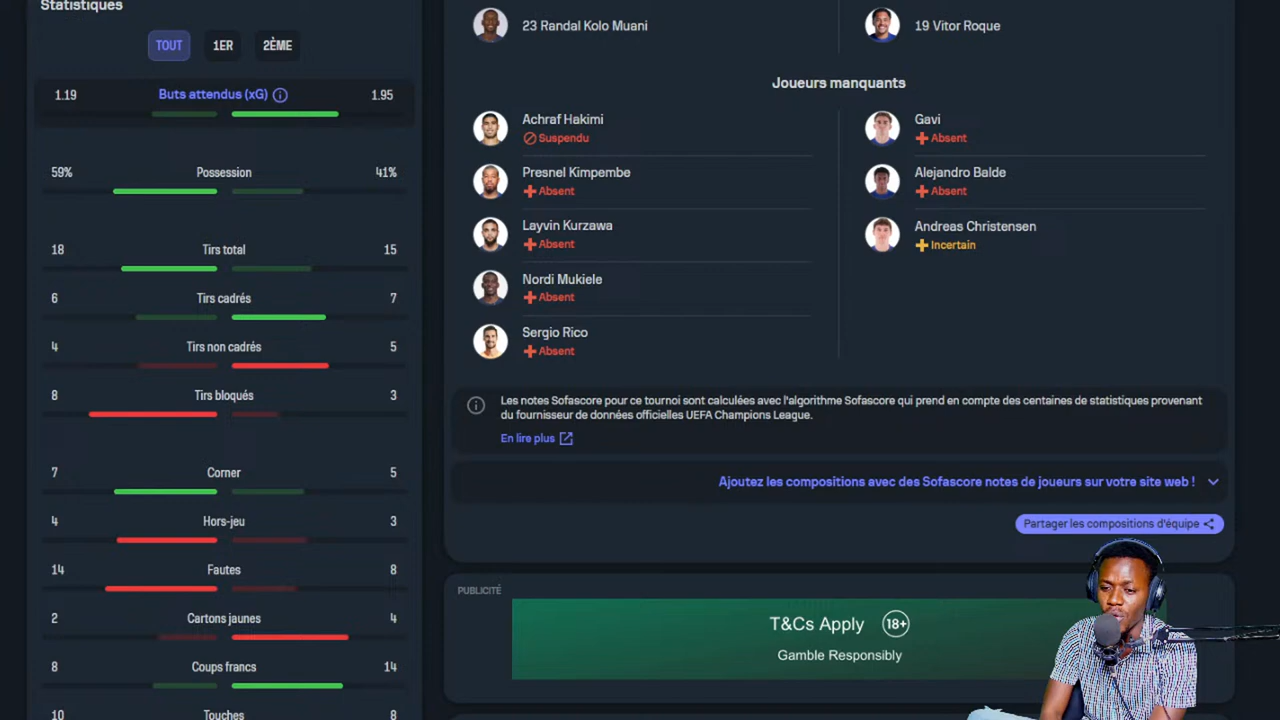 Statistiques
TOUT
1ER
2ÈME
1.19 Buts attendus (xG) 1.95
59% Possession 41%
18 Tirs total 15
6 Tirs cadrés 7
4 Tirs non cadrés 5
8 Tirs bloqués 3
7 Corner 5
4 Hors-jeu 3
14 Fautes 8
2 Cartons jaunes 4
8 Coups francs 14
10 Touches 8
23 Randal Kolo Muani
19 Vitor Roque
Joueurs manquants
Achraf Hakimi
Suspendu
Presnel Kimpembe
Absent
Layvin Kurzawa
Absent
Nordi Mukiele
Absent
Sergio Rico
Absent
Gavi
Absent
Alejandro Balde
Absent
Andreas Christensen
Incertain
Les notes Sofascore pour ce tournoi sont calculées avec l'algorithme Sofascore qui prend en compte des centaines de statistiques provenant
du fournisseur de données officielles UEFA Champions League.
En lire plus
Ajoutez les compositions avec des Sofascore notes de joueurs sur votre site web !
Partager les compositions d'équipe
PUBLICITÉ
T&Cs Apply 18+
Gamble Responsibly